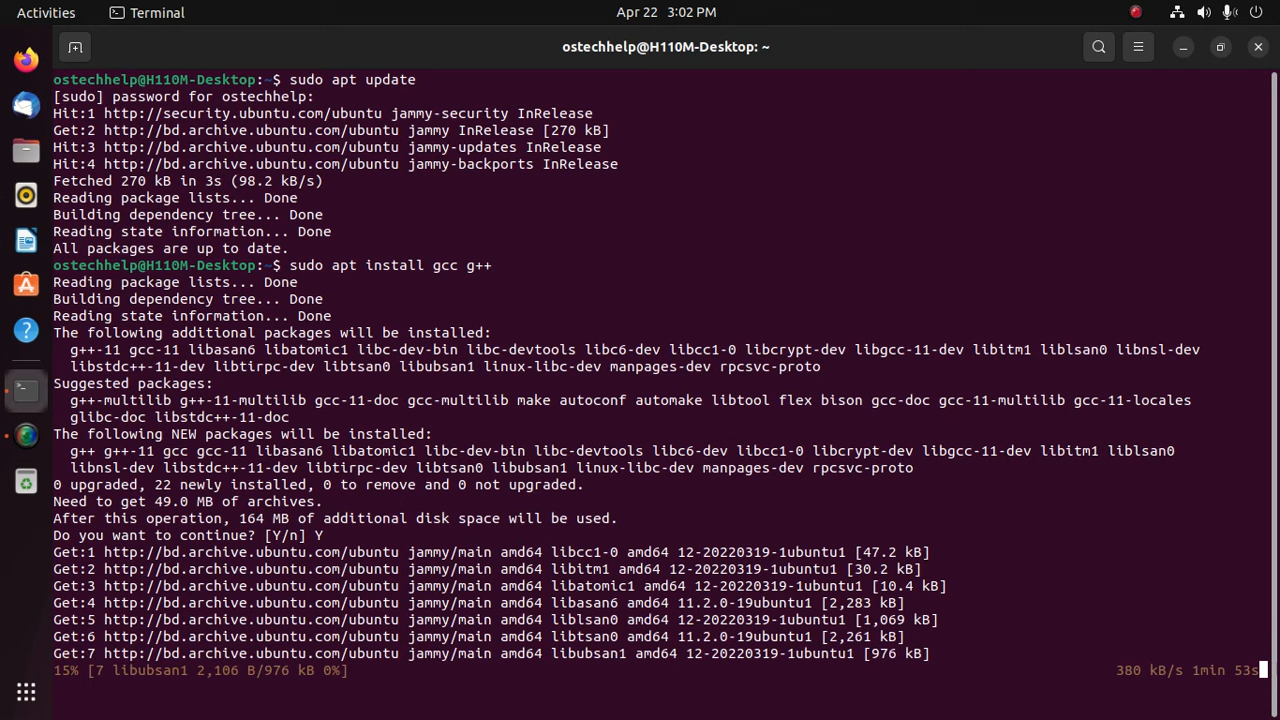 Activities Terminal Apr 22 3:02 PM
ostechhelp@H110M-Desktop: ~
ostechhelp@H110M-Desktop:~$ sudo apt update
[sudo] password for ostechhelp:
Hit:1 http://security.ubuntu.com/ubuntu jammy-security InRelease
Get:2 http://bd.archive.ubuntu.com/ubuntu jammy InRelease [270 kB]
Hit:3 http://bd.archive.ubuntu.com/ubuntu jammy-updates InRelease
Hit:4 http://bd.archive.ubuntu.com/ubuntu jammy-backports InRelease
Fetched 270 kB in 3s (98.2 kB/s)
Reading package lists... Done
Building dependency tree... Done
Reading state information... Done
All packages are up to date.
ostechhelp@H110M-Desktop:~$ sudo apt install gcc g++
Reading package lists... Done
Building dependency tree... Done
Reading state information... Done
The following additional packages will be installed:
g++-11 gcc-11 libasan6 libatomic1 libc-dev-bin libc-devtools libc6-dev libcc1-0 libcrypt-dev libgcc-11-dev libitm1 liblsan0 libnsl-dev
libstdc++-11-dev libtirpc-dev libtsan0 libubsan1 linux-libc-dev manpages-dev rpcsvc-proto
Suggested packages:
g++-multilib g++-11-multilib gcc-11-doc gcc-multilib make autoconf automake libtool flex bison gcc-doc gcc-11-multilib gcc-11-locales
glibc-doc libstdc++-11-doc
The following NEW packages will be installed:
g++ g++-11 gcc gcc-11 libasan6 libatomic1 libc-dev-bin libc-devtools libc6-dev libcc1-0 libcrypt-dev libgcc-11-dev libitm1 liblsan0
libnsl-dev libstdc++-11-dev libtirpc-dev libtsan0 libubsan1 linux-libc-dev manpages-dev rpcsvc-proto
0 upgraded, 22 newly installed, 0 to remove and 0 not upgraded.
Need to get 49.0 MB of archives.
After this operation, 164 MB of additional disk space will be used.
Do you want to continue? [Y/n] Y
Get:1 http://bd.archive.ubuntu.com/ubuntu jammy/main amd64 libcc1-0 amd64 12-20220319-1ubuntu1 [47.2 kB]
Get:2 http://bd.archive.ubuntu.com/ubuntu jammy/main amd64 libitm1 amd64 12-20220319-1ubuntu1 [30.2 kB]
Get:3 http://bd.archive.ubuntu.com/ubuntu jammy/main amd64 libatomic1 amd64 12-20220319-1ubuntu1 [10.4 kB]
Get:4 http://bd.archive.ubuntu.com/ubuntu jammy/main amd64 libasan6 amd64 11.2.0-19ubuntu1 [2,283 kB]
Get:5 http://bd.archive.ubuntu.com/ubuntu jammy/main amd64 liblsan0 amd64 12-20220319-1ubuntu1 [1,069 kB]
Get:6 http://bd.archive.ubuntu.com/ubuntu jammy/main amd64 libtsan0 amd64 11.2.0-19ubuntu1 [2,261 kB]
Get:7 http://bd.archive.ubuntu.com/ubuntu jammy/main amd64 libubsan1 amd64 12-20220319-1ubuntu1 [976 kB]
15% [7 libubsan1 2,106 B/976 kB 0%] 380 kB/s 1min 53s